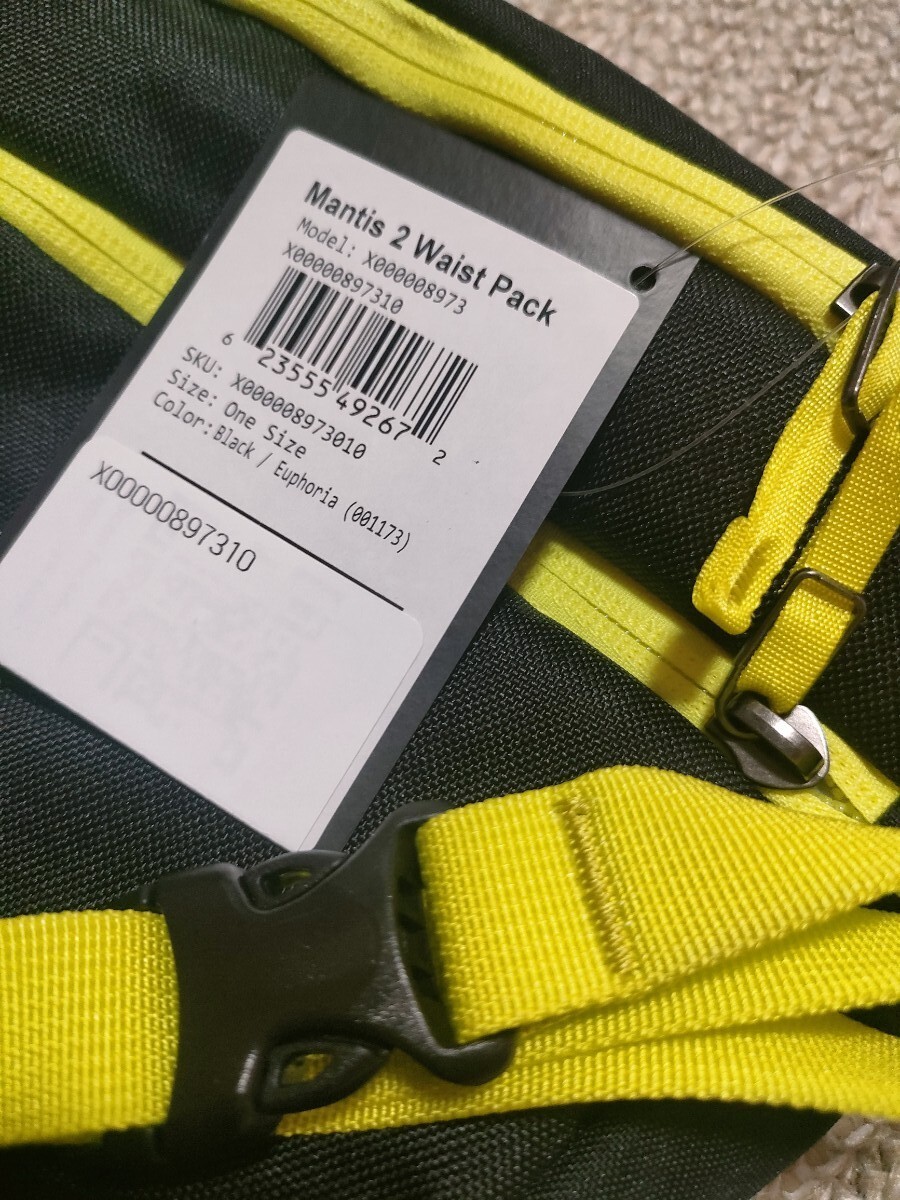 Mantis 2 Waist Pack
Model: X000008973
X00000897310
6 23555 49267 2
SKU: X000008973010
Size: One Size
Color: Black / Euphoria (001173)
X00000897310